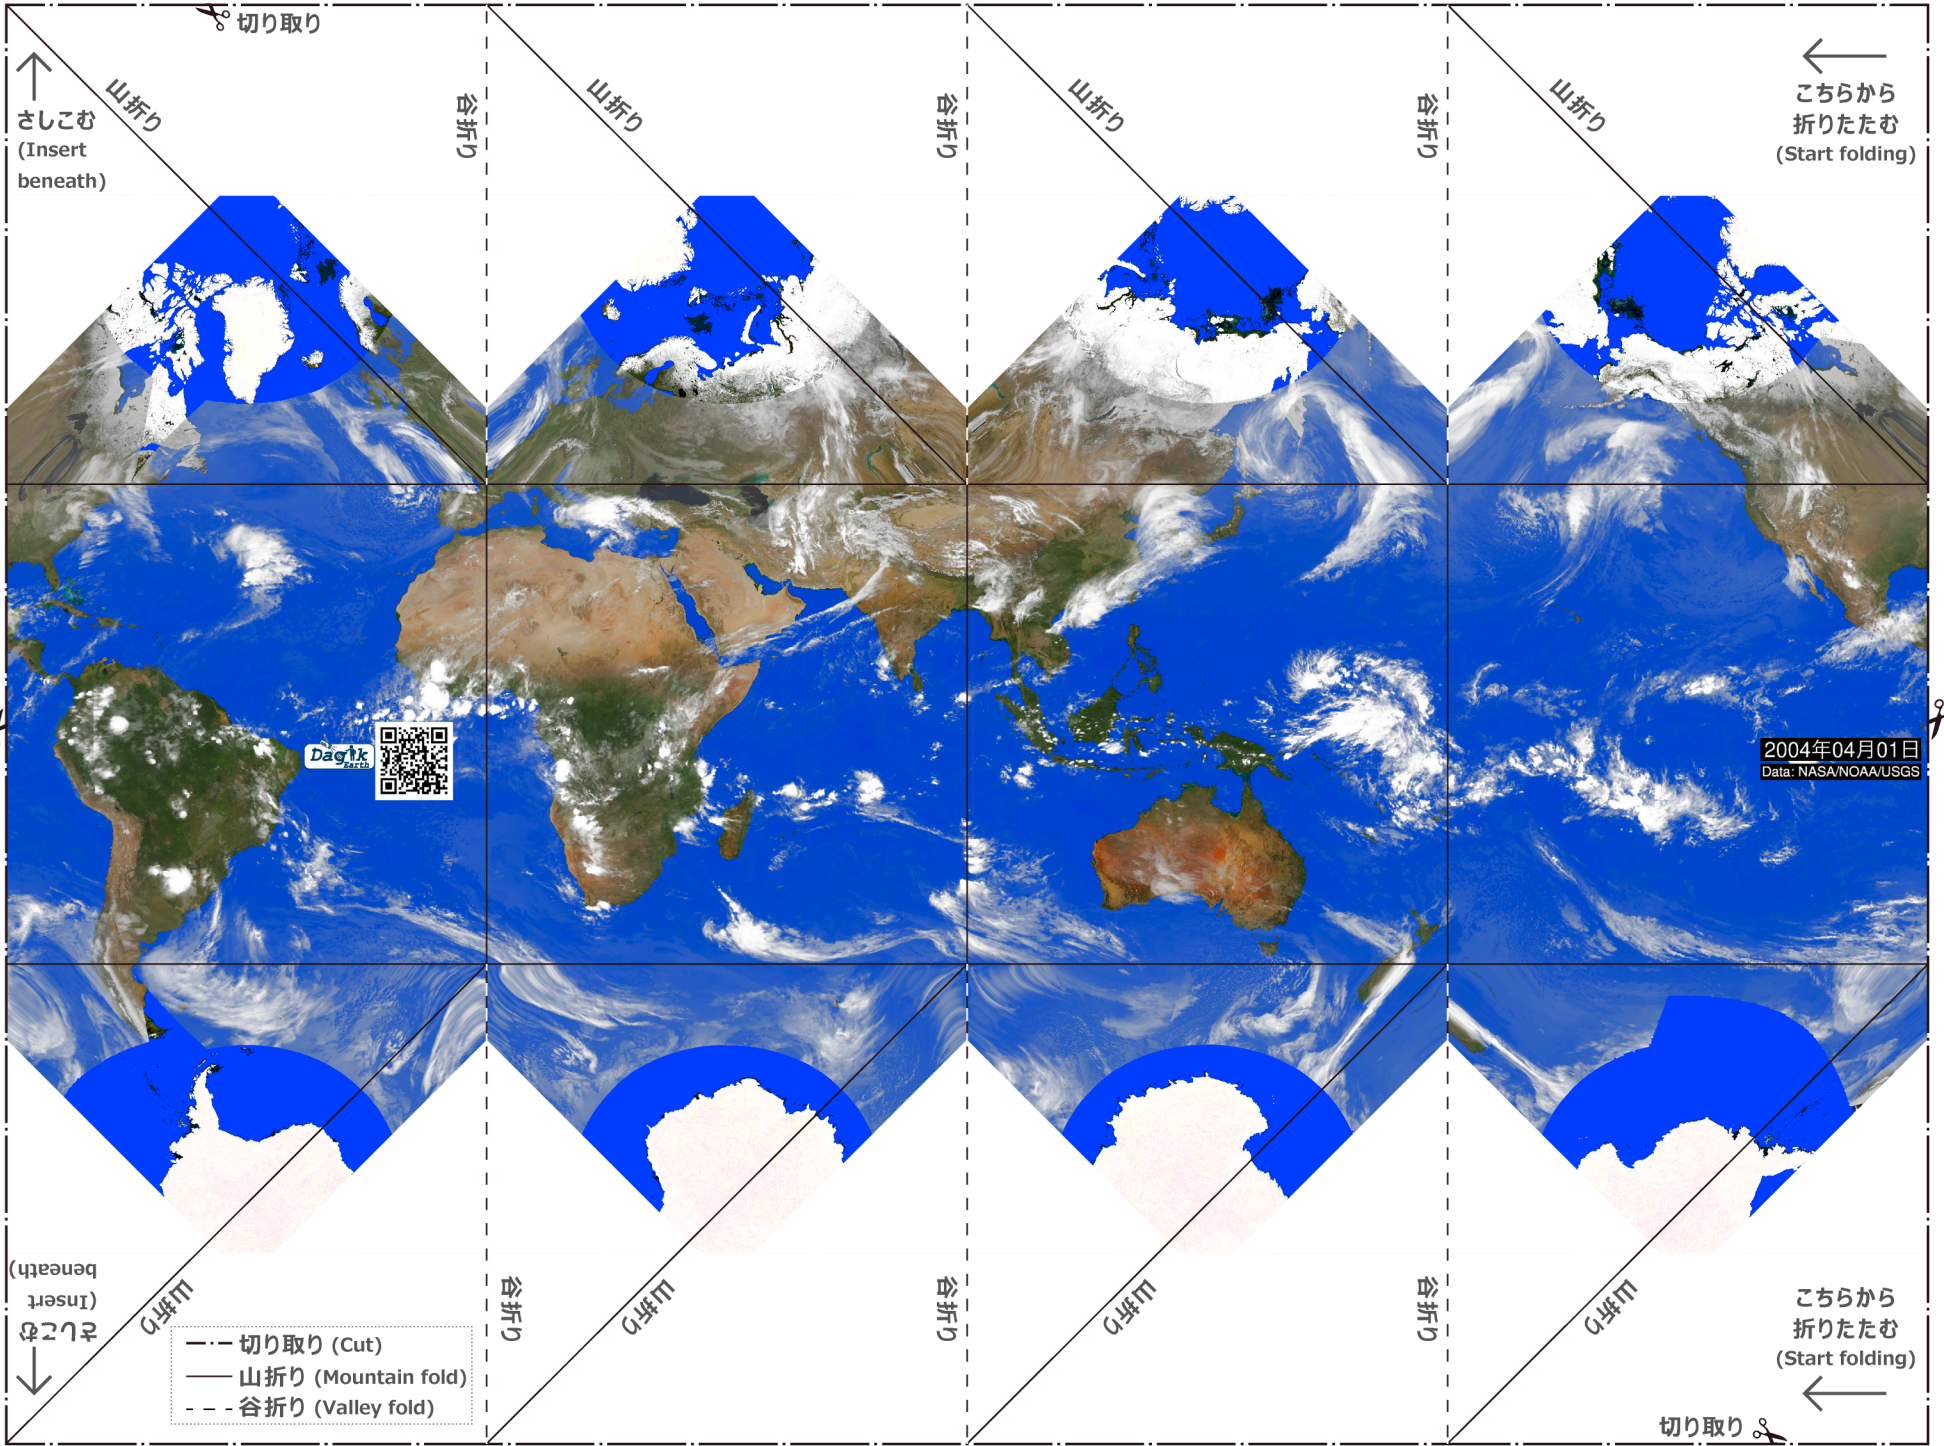 切り取り
山折り
谷折り
山折り
谷折り
山折り
谷折り
山折り
さしこむ
(Insert
beneath)
こちらから
折りたたむ
(Start folding)
Dagik
Earth
2004年04月01日
Data: NASA/NOAA/USGS
さしこむ
(Insert
beneath)
山折り
谷折り
山折り
谷折り
山折り
谷折り
山折り
切り取り (Cut)
山折り (Mountain fold)
谷折り (Valley fold)
こちらから
折りたたむ
(Start folding)
切り取り